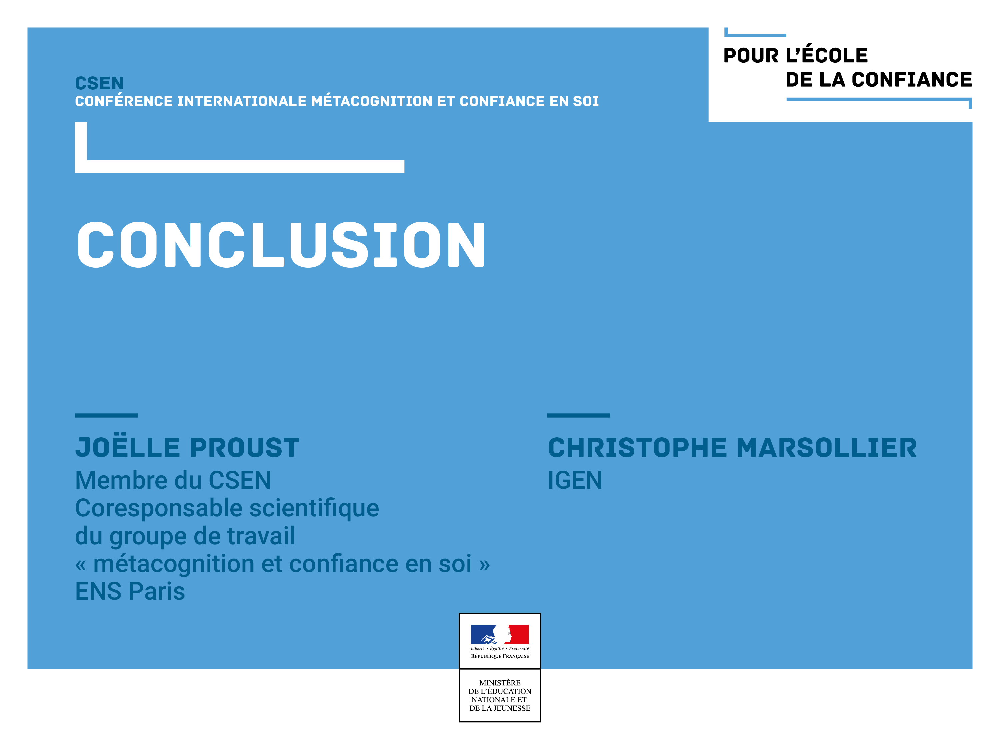 POUR L'ÉCOLE
DE LA CONFIANCE
CSEN
CONFÉRENCE INTERNATIONALE MÉTACOGNITION ET CONFIANCE EN SOI
CONCLUSION
JOËLLE PROUST
Membre du CSEN
Coresponsable scientifique
du groupe de travail
« métacognition et confiance en soi »
ENS Paris
CHRISTOPHE MARSOLLIER
IGEN
Liberté • Égalité • Fraternité
RÉPUBLIQUE FRANÇAISE
MINISTÈRE
DE L'ÉDUCATION
NATIONALE ET
DE LA JEUNESSE